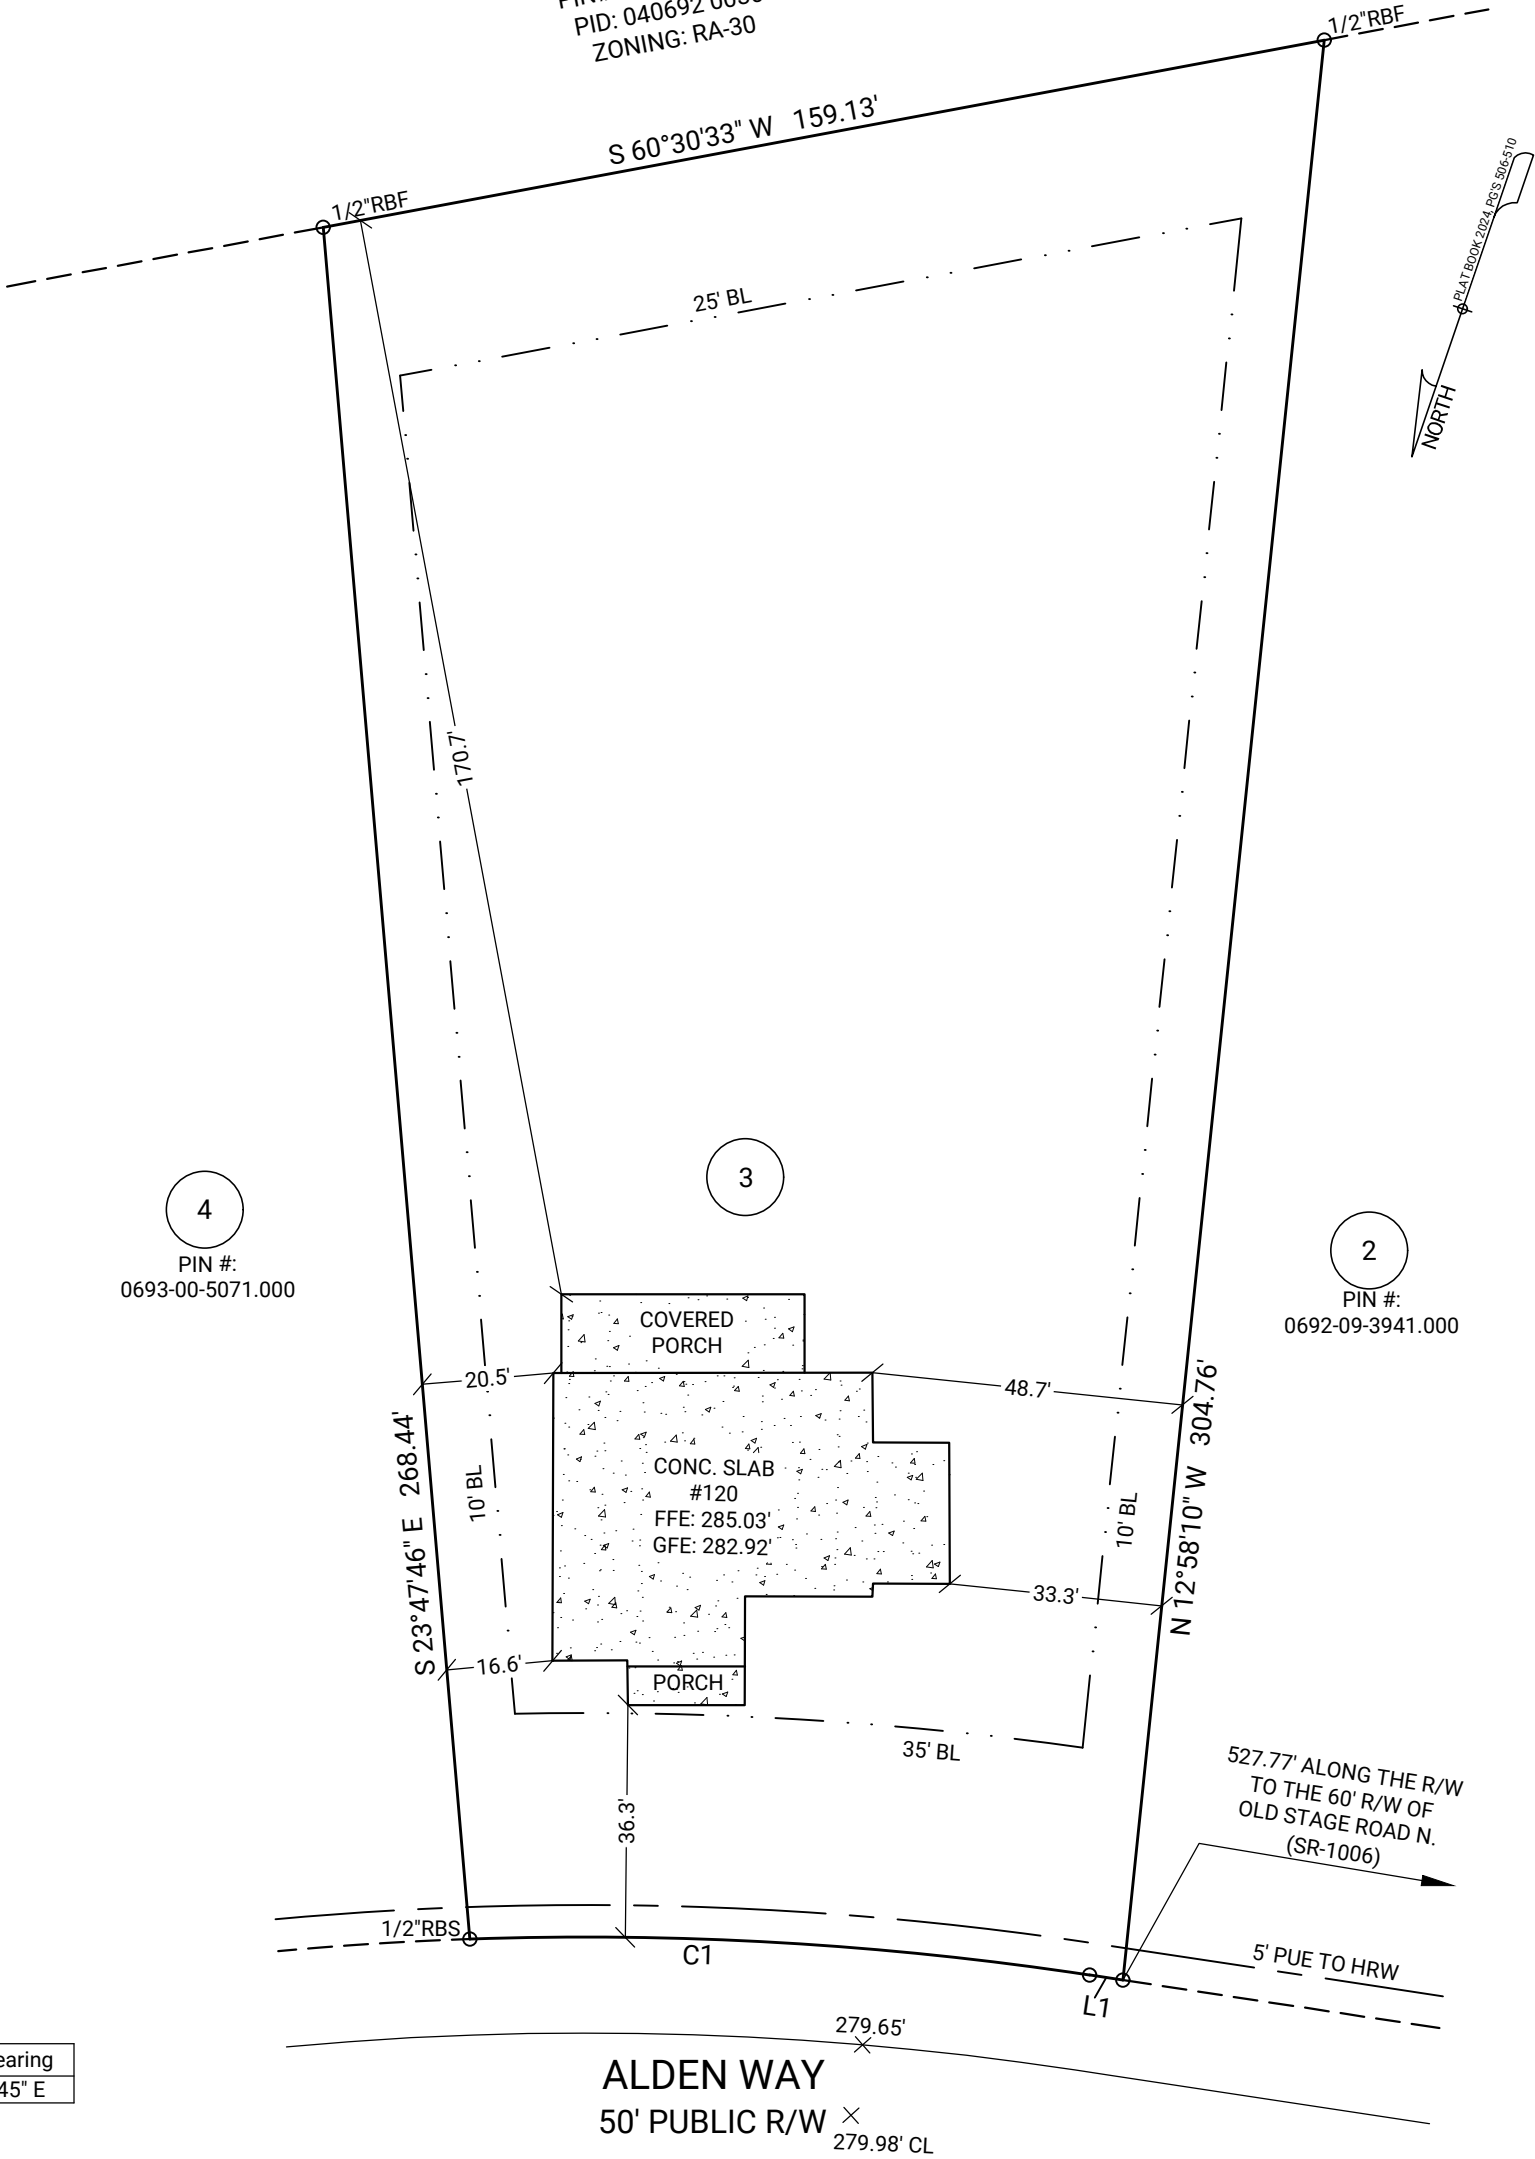 PID: 040692
ZONING: RA-30
1/2"RBF
S 60°30'33" W 159.13'
1/2"RBF
PLAT BOOK 2024, PG'S 506-510
NORTH
25' BL
170.7'
3
4
PIN #:
0693-00-5071.000
2
PIN #:
0692-09-3941.000
COVERED
PORCH
20.5'
48.7'
S 23°47'46" E 268.44'
N 12°58'10" W 304.76'
10' BL
10' BL
CONC. SLAB
#120
FFE: 285.03'
GFE: 282.92'
33.3'
16.6'
PORCH
35' BL
36.3'
527.77' ALONG THE R/W
TO THE 60' R/W OF
OLD STAGE ROAD N.
(SR-1006)
1/2"RBS
C1
5' PUE TO HRW
L1
279.65'
ALDEN WAY
50' PUBLIC R/W
279.98' CL
earing
45" E